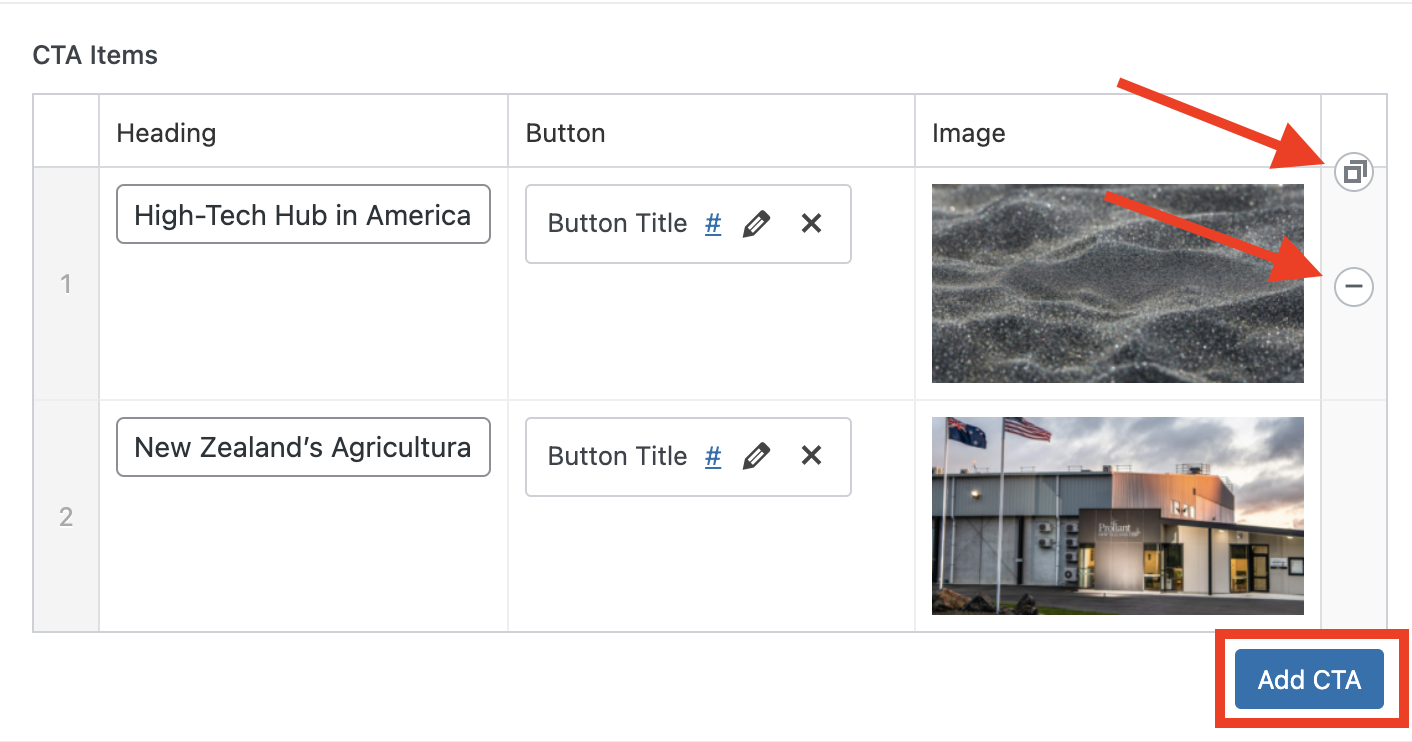 CTA Items
Heading Button Image
1 High-Tech Hub in America Button Title #
2 New Zealand’s Agricultura Button Title #
Proliant
Add CTA